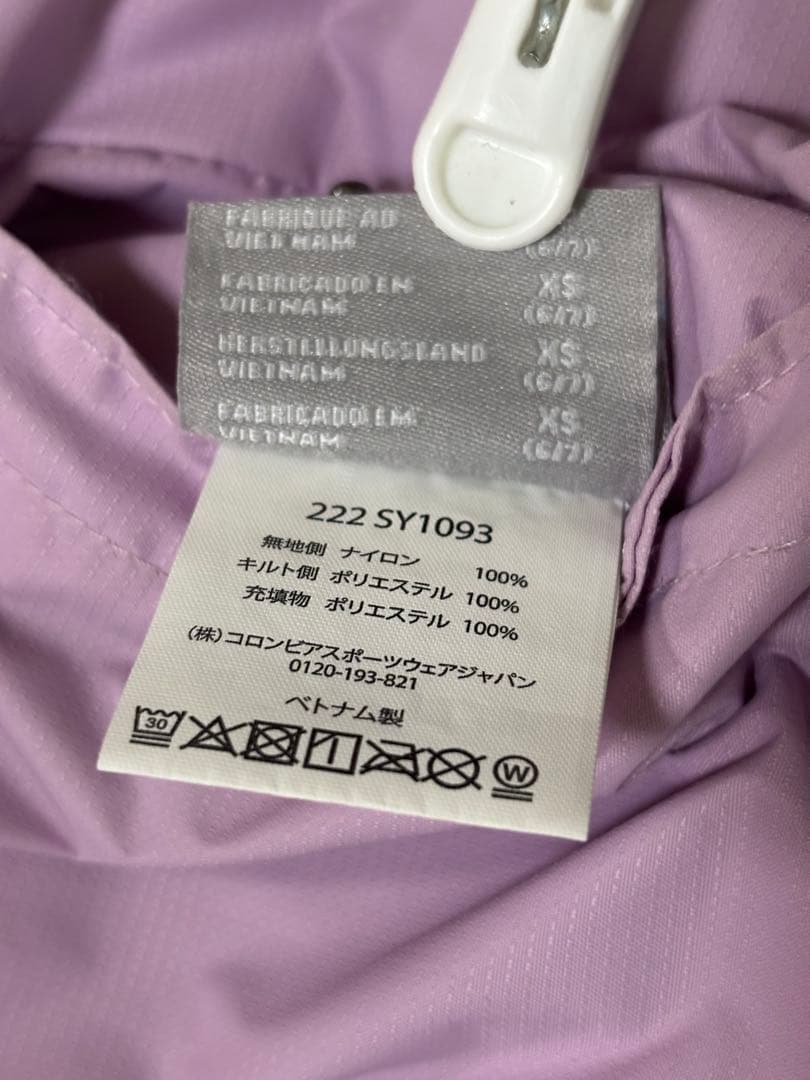 FABRIQUE AU
VIETNAM
(6/7)
FABRICADO EN XS
VIETNAM (6/7)
HERSTELLUNGSLAND XS
VIETNAM (6/7)
FABRICADO EM XS
VIETNAM (6/7)
222 SY1093
無地側 ナイロン 100%
キルト側 ポリエステル 100%
充填物 ポリエステル 100%
(株)コロンビアスポーツウェアジャパン
0120-193-821
ベトナム製
30 W